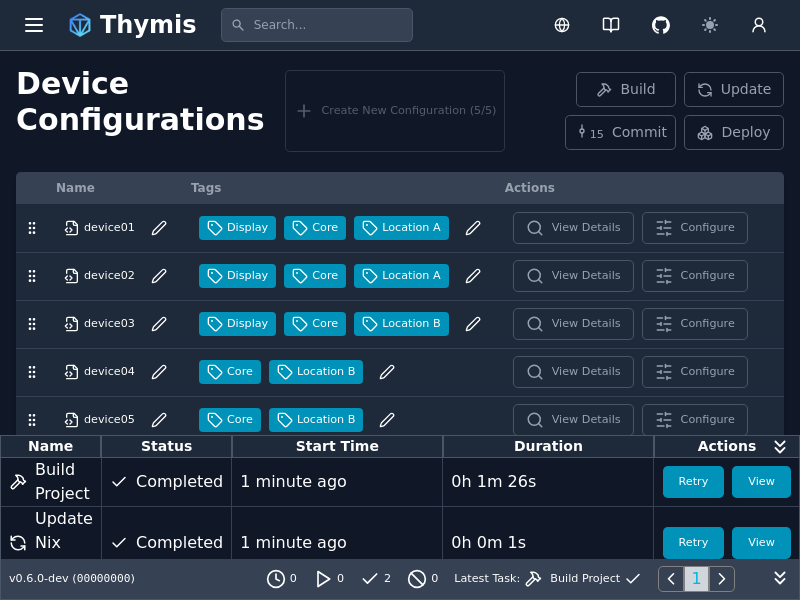 Thymis
Search...
Device
Configurations
Create New Configuration (5/5)
Build
Update
15 Commit
Deploy
Name Tags Actions
device01 Display Core Location A View Details Configure
device02 Display Core Location A View Details Configure
device03 Display Core Location B View Details Configure
device04 Core Location B View Details Configure
device05 Core Location B View Details Configure
Name Status Start Time Duration Actions
Build
Project
Completed 1 minute ago 0h 1m 26s Retry View
Update
Nix
Completed 1 minute ago 0h 0m 1s Retry View
v0.6.0-dev (00000000) 0 0 2 0 Latest Task: Build Project 1